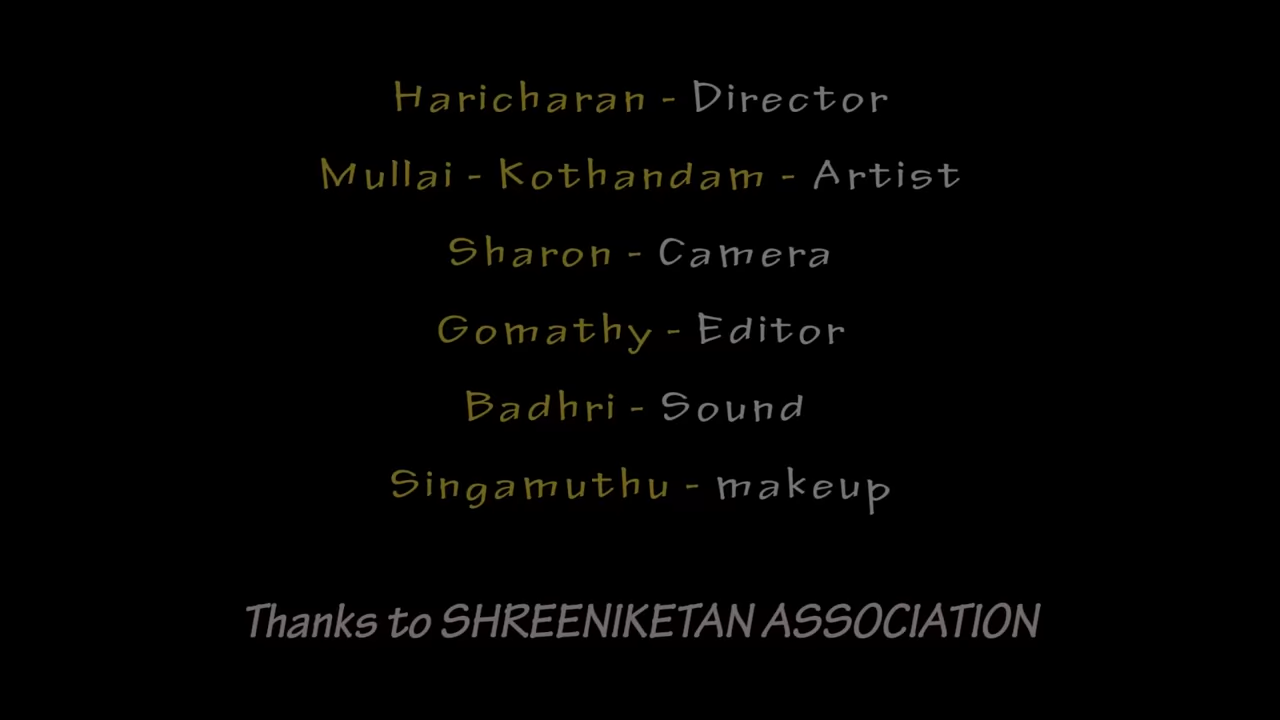 Haricharan - Director
Mullai - Kothandam - Artist
Sharon - Camera
Gomathy - Editor
Badhri - Sound
Singamuthu - makeup
Thanks to SHREENIKETAN ASSOCIATION